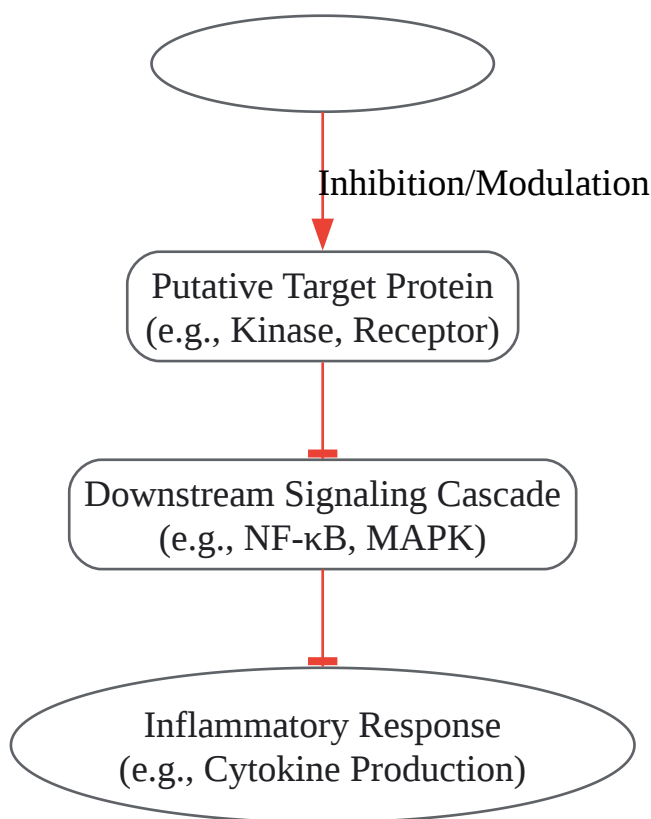 Inhibition/Modulation
Putative Target Protein
(e.g., Kinase, Receptor)
Downstream Signaling Cascade
(e.g., NF-κB, MAPK)
Inflammatory Response
(e.g., Cytokine Production)